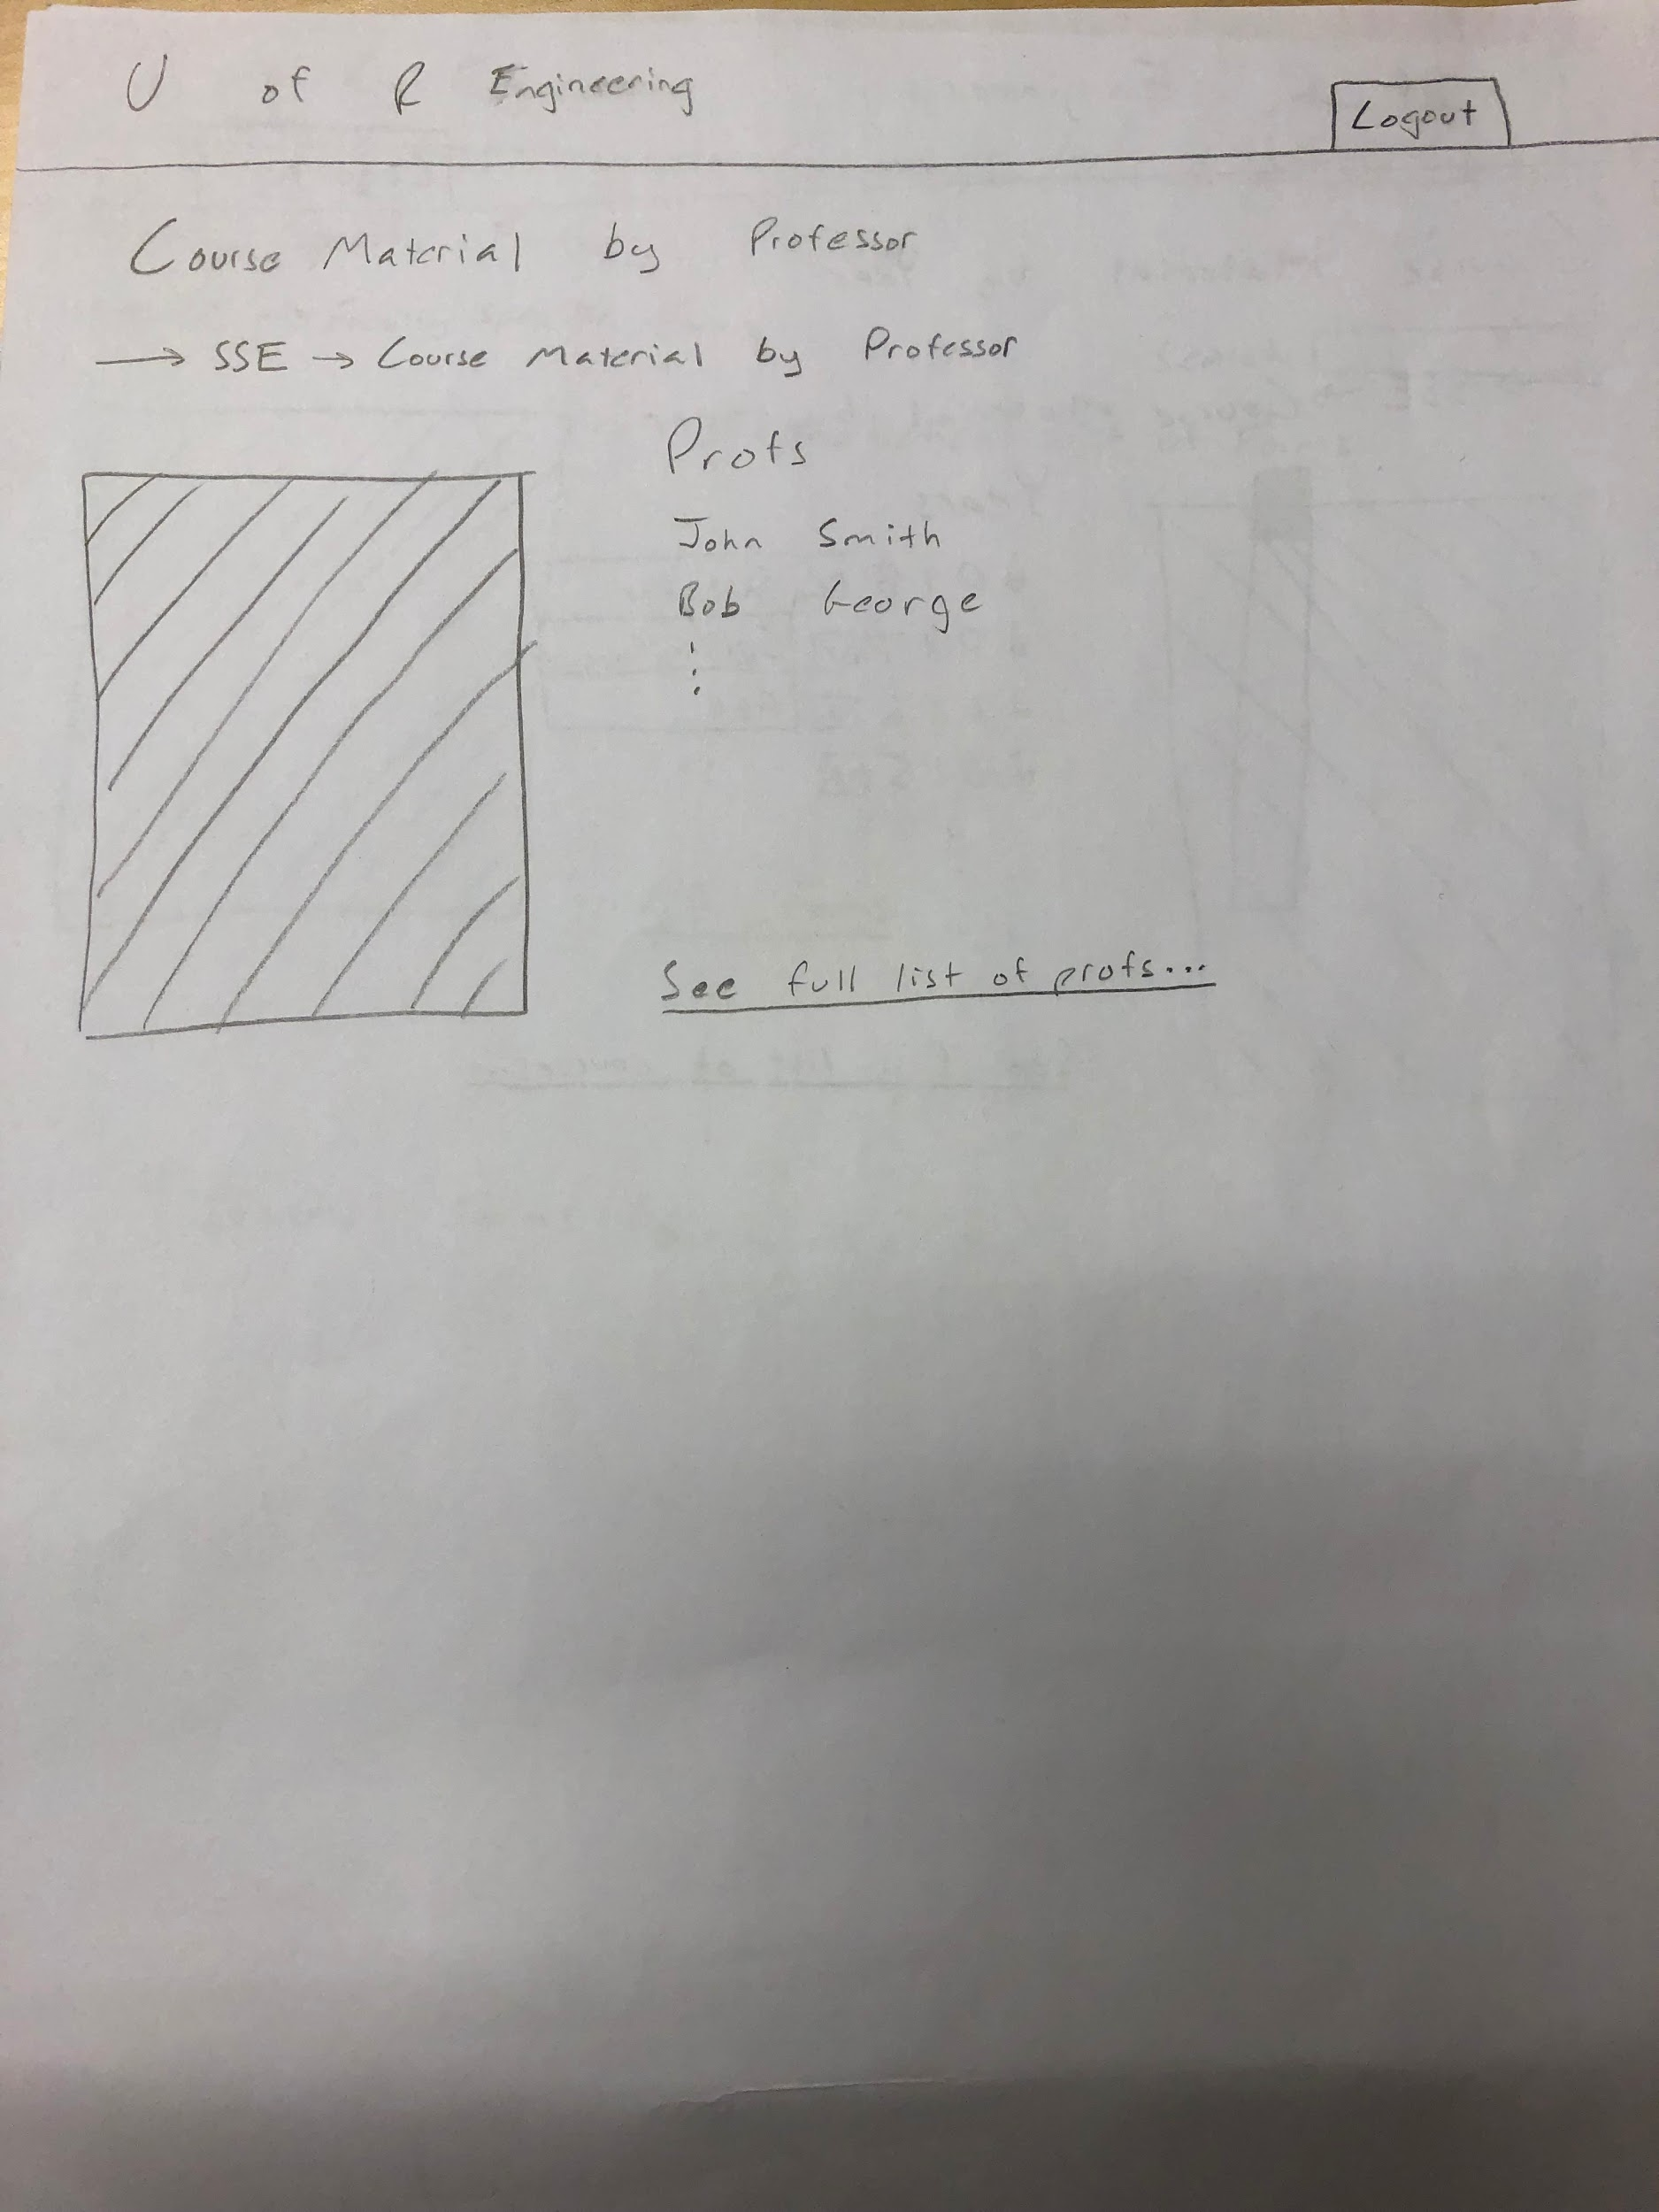 U of R Engineering
Logout
Course Material by Professor
→ SSE → Course Material by Professor
Profs
John Smith
Bob George
⋮
See full list of profs...